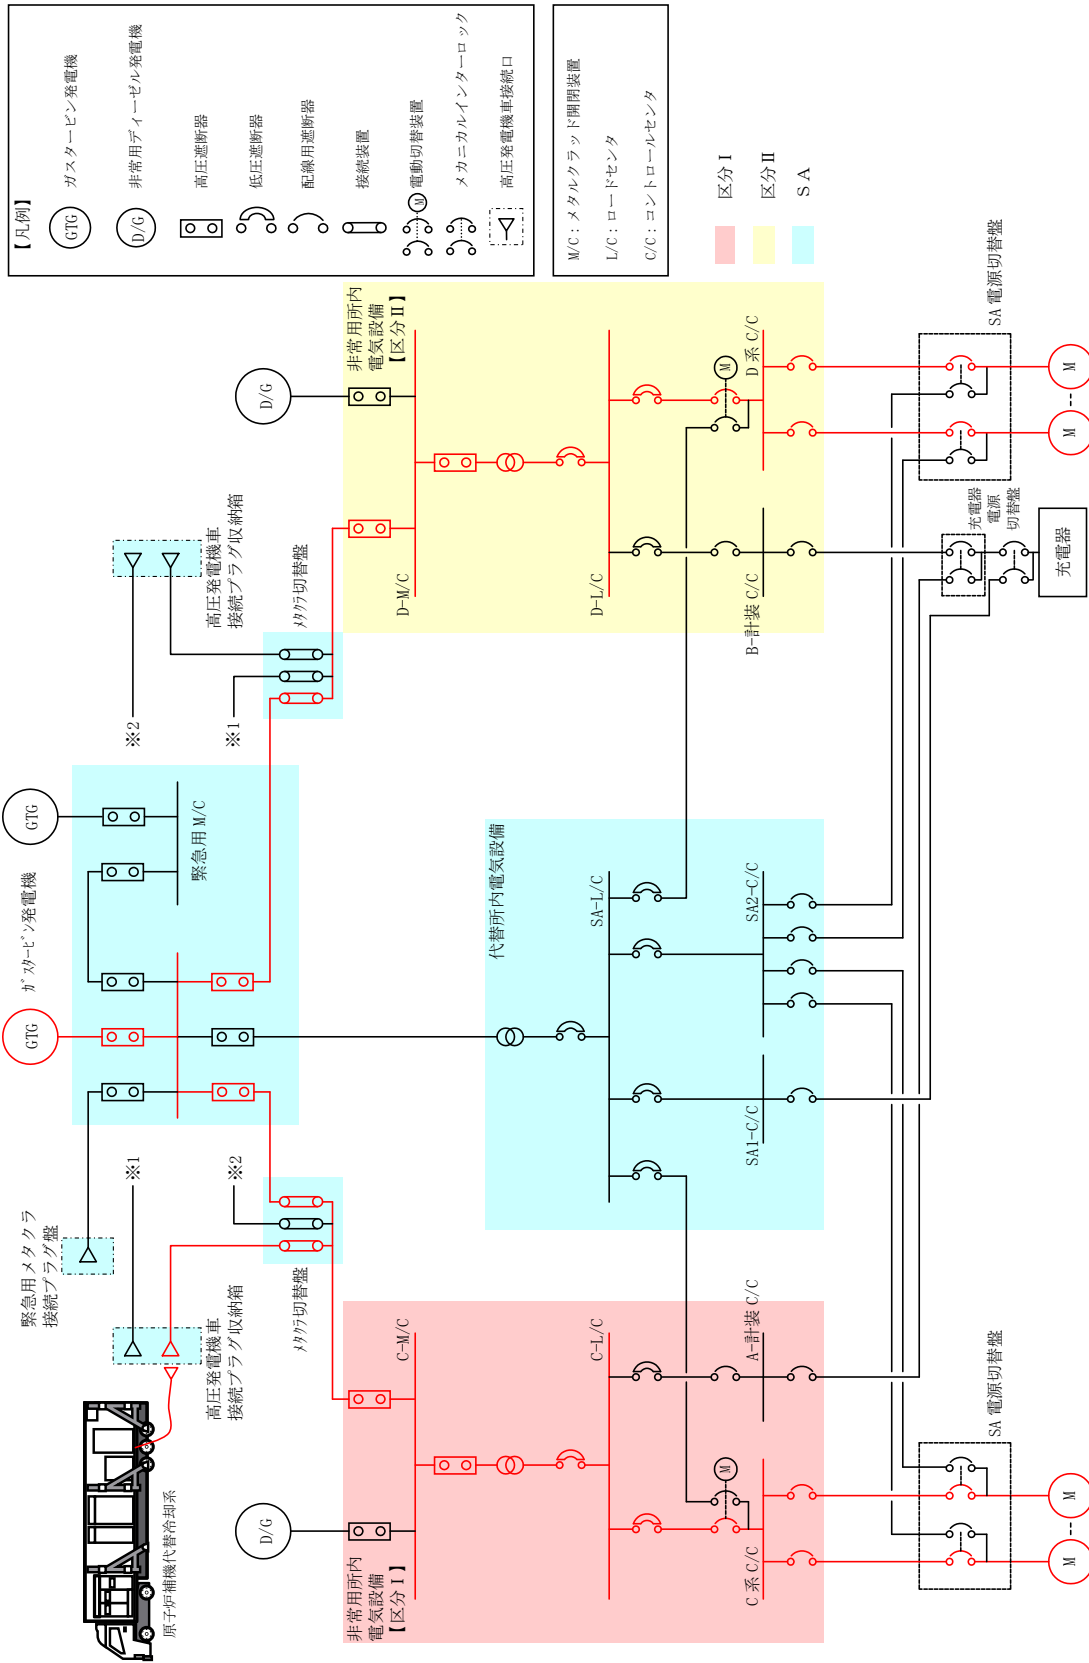 【凡例】
GTG
ガスタービン発電機
D/G
非常用ディーゼル発電機
高圧遮断器
低圧遮断器
配線用遮断器
接続装置
M
電動切替装置
メカニカルインターロック
高圧発電機車接続口
M/C：メタルクラッド開閉装置
L/C：ロードセンタ
C/C：コントロールセンタ
区分Ⅰ
区分Ⅱ
ＳＡ
GTG
ｶﾞｽﾀｰﾋﾞﾝ発電機
GTG
緊急用 M/C
緊急用メタクラ
接続プラグ盤
※1
※2
高圧発電機車
接続プラグ収納箱
ﾒﾀｸﾗ切替盤
原子炉補機代替冷却系
※2
※1
高圧発電機車
接続プラグ収納箱
ﾒﾀｸﾗ切替盤
D/G
非常用所内
電気設備
【区分Ⅰ】
C-M/C
C-L/C
M
C 系 C/C
A-計装 C/C
代替所内電気設備
SA-L/C
SA1-C/C
SA2-C/C
D/G
非常用所内
電気設備
【区分Ⅱ】
D-M/C
D-L/C
M
B-計装 C/C
D 系 C/C
SA 電源切替盤
M
M
充電器
電源
切替盤
充電器
SA 電源切替盤
M
M